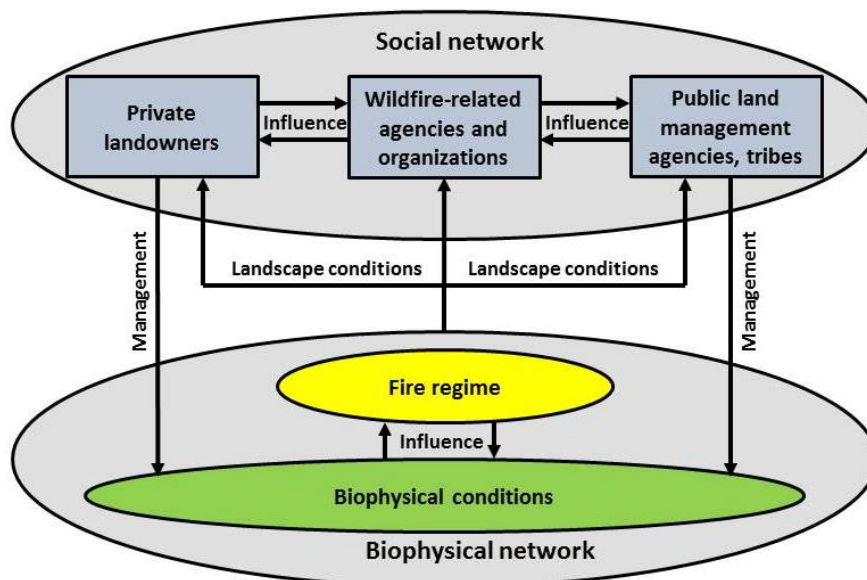 Social network
Private
landowners
Influence
Wildfire-related
agencies and
organizations
Influence
Public land
management
agencies, tribes
Management
Landscape conditions
Landscape conditions
Management
Fire regime
Influence
Biophysical conditions
Biophysical network